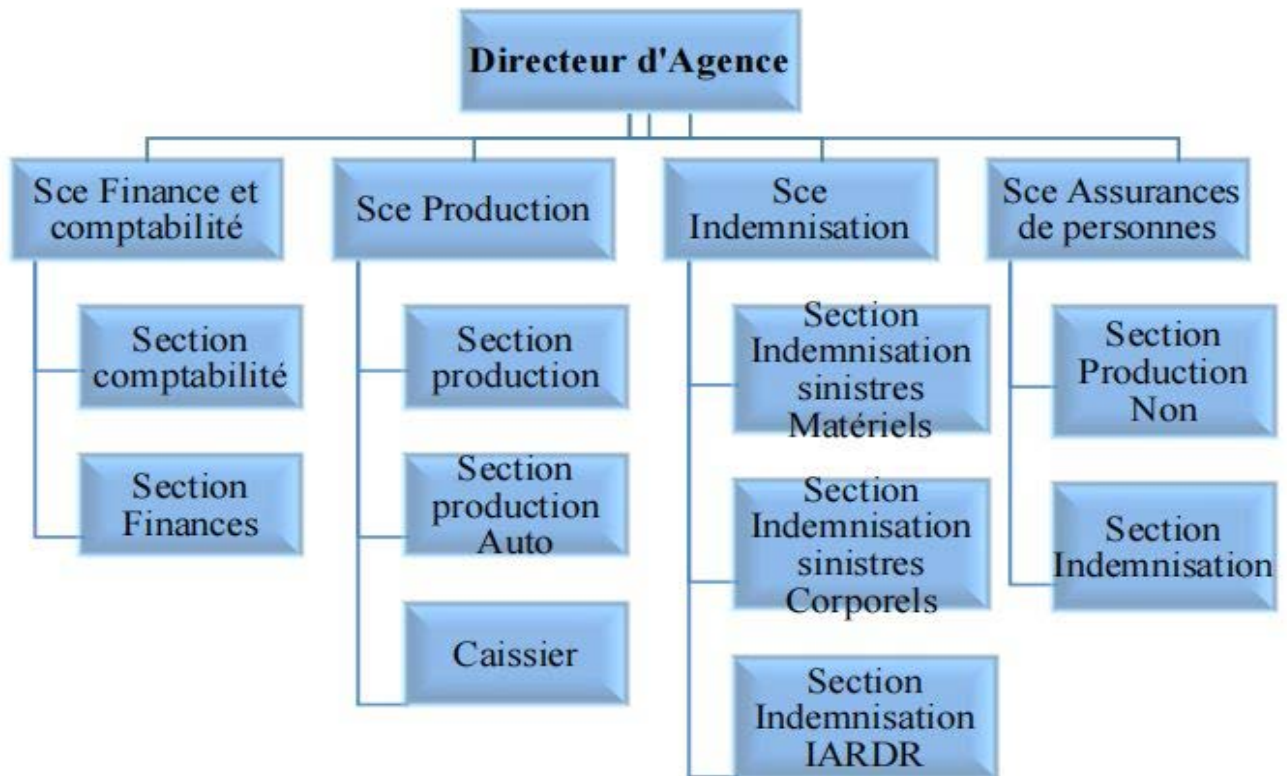 Directeur d'Agence
Sce Finance et
comptabilité
Section
comptabilité
Section
Finances
Sce Production
Section
production
Section
production
Auto
Caissier
Sce
Indemnisation
Section
Indemnisation
sinistres
Matériels
Section
Indemnisation
sinistres
Corporels
Section
Indemnisation
IARDR
Sce Assurances
de personnes
Section
Production
Non
Section
Indemnisation